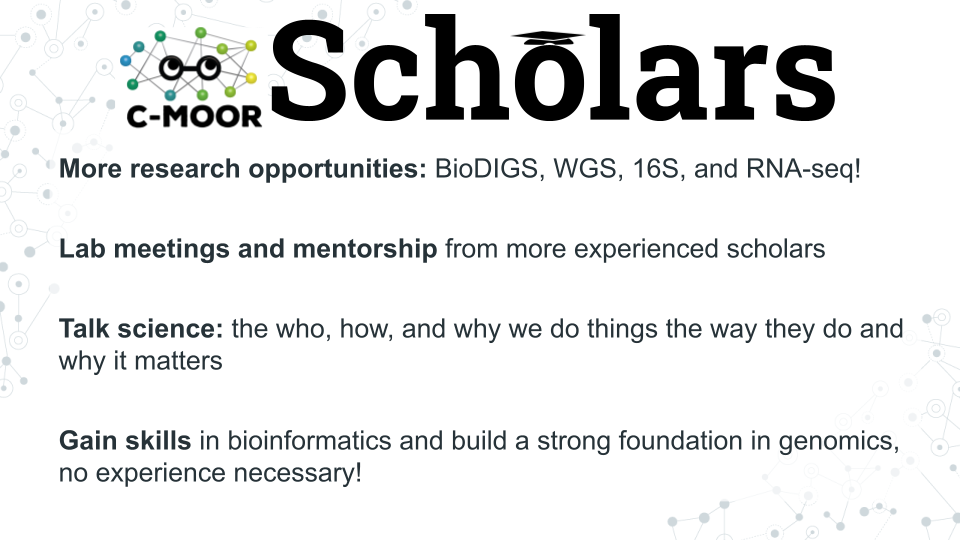 C-MOOR
Scholars
More research opportunities: BioDIGS, WGS, 16S, and RNA-seq!
Lab meetings and mentorship from more experienced scholars
Talk science: the who, how, and why we do things the way they do and
why it matters
Gain skills in bioinformatics and build a strong foundation in genomics,
no experience necessary!